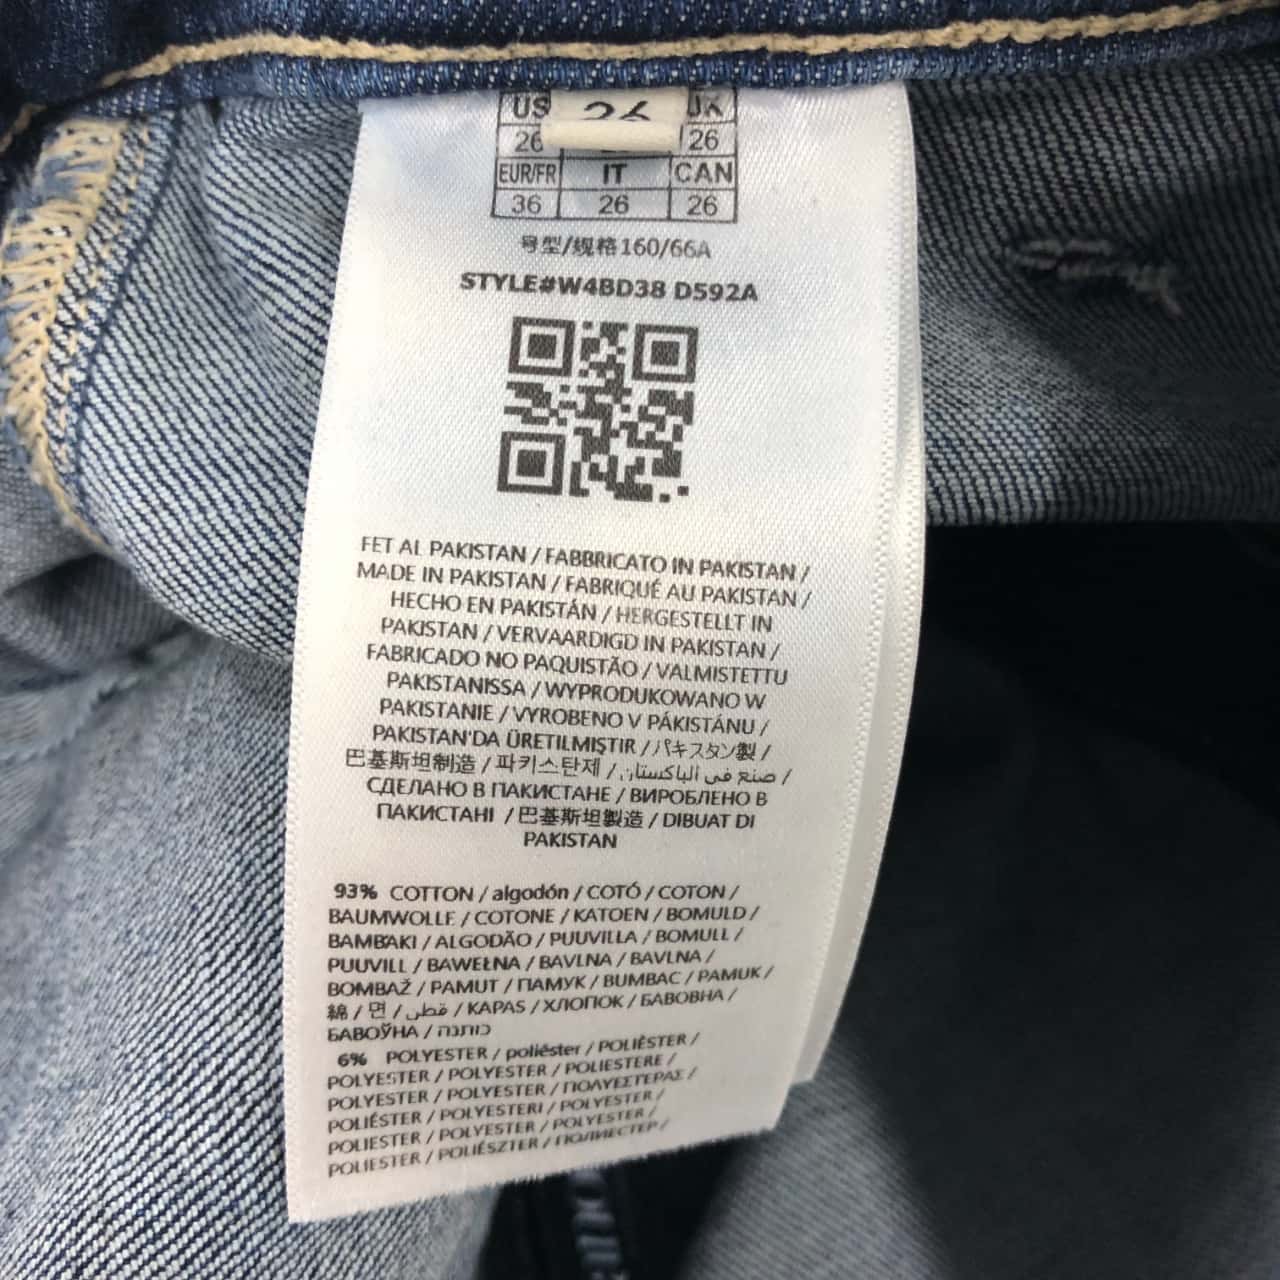 US 26 UK
26 26
EUR/FR IT CAN
36 26 26
号型/规格160/66A
STYLE#W4BD38 D592A
FET AL PAKISTAN / FABBRICATO IN PAKISTAN /
MADE IN PAKISTAN / FABRIQUÉ AU PAKISTAN /
HECHO EN PAKISTÁN / HERGESTELLT IN
PAKISTAN / VERVAARDIGD IN PAKISTAN /
FABRICADO NO PAQUISTÃO / VALMISTETTU
PAKISTANISSA / WYPRODUKOWANO W
PAKISTANIE / VYROBENO V PÁKISTÁNU /
PAKISTAN'DA ÜRETILMIŞTIR / パキスタン製 /
巴基斯坦制造 / 파키스탄제 / صنع في الباكستان /
СДЕЛАНО В ПАКИСТАНЕ / ВИРОБЛЕНО В
ПАКИСТАНІ / 巴基斯坦製造 / DIBUAT DI
PAKISTAN
93% COTTON / algodón / COTÓ / COTON /
BAUMWOLLE / COTONE / KATOEN / BOMULD /
BAMBAKI / ALGODÃO / PUUVILLA / BOMULL /
PUUVILL / BAWEŁNA / BAVLNA / BAVLNA /
BOMBAŽ / PAMUT / ПАМУК / BUMBAC / PAMUK /
綿 / 면 / قطن / KAPAS / ХЛОПОК / БАВОВНА /
БАВОЎНА / כותנה
6% POLYESTER / poliéster / POLIÈSTER /
POLYESTER / POLYESTER / POLIESTERE /
POLYESTER / POLYESTER / ΠΟΛΥΕΣΤΕΡΑΣ /
POLIÉSTER / POLYESTERI / POLYESTER /
POLIESTER / POLYESTER / POLYESTER /
POLIESTER / POLIÉSZTER / ПОЛИЕСТЕР /